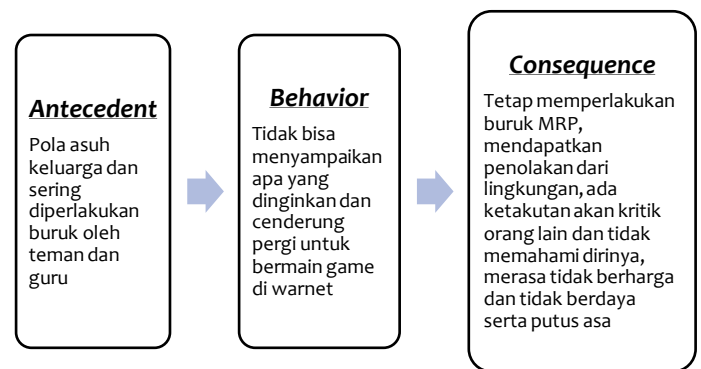 Antecedent
Pola asuh
keluarga dan
sering
diperlakukan
buruk oleh
teman dan
guru
Behavior
Tidak bisa
menyampaikan
apa yang
dinginkan dan
cenderung
pergi untuk
bermain game
di warnet
Consequence
Tetap memperlakukan
buruk MRP,
mendapatkan
penolakan dari
lingkungan, ada
ketakutan akan kritik
orang lain dan tidak
memahami dirinya,
merasa tidak berharga
dan tidak berdaya
serta putus asa